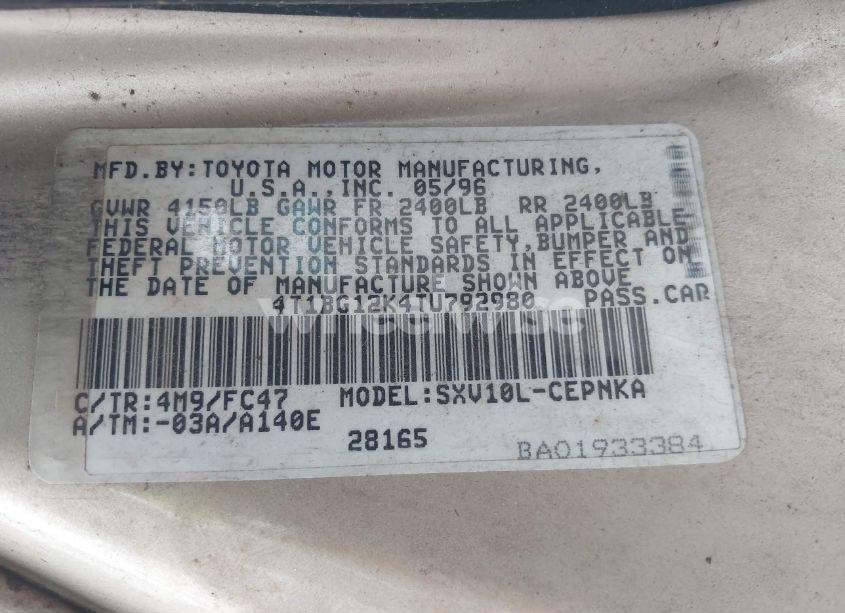 MFD.BY:TOYOTA MOTOR MANUFACTURING,
U.S.A.,INC. 05/96
GVWR 4150LB GAWR FR 2400LB RR 2400LB
THIS VEHICLE CONFORMS TO ALL APPLICABLE
FEDERAL MOTOR VEHICLE SAFETY,BUMPER AND
THEFT PREVENTION STANDARDS IN EFFECT ON
THE DATE OF MANUFACTURE SHOWN ABOVE
4T1BG12K4TU792980 PASS.CAR
wheelwise
C/TR:4M9/FC47 MODEL:SXV10L-CEPNKA
A/TM:-03A/A140E
28165
BA01933384